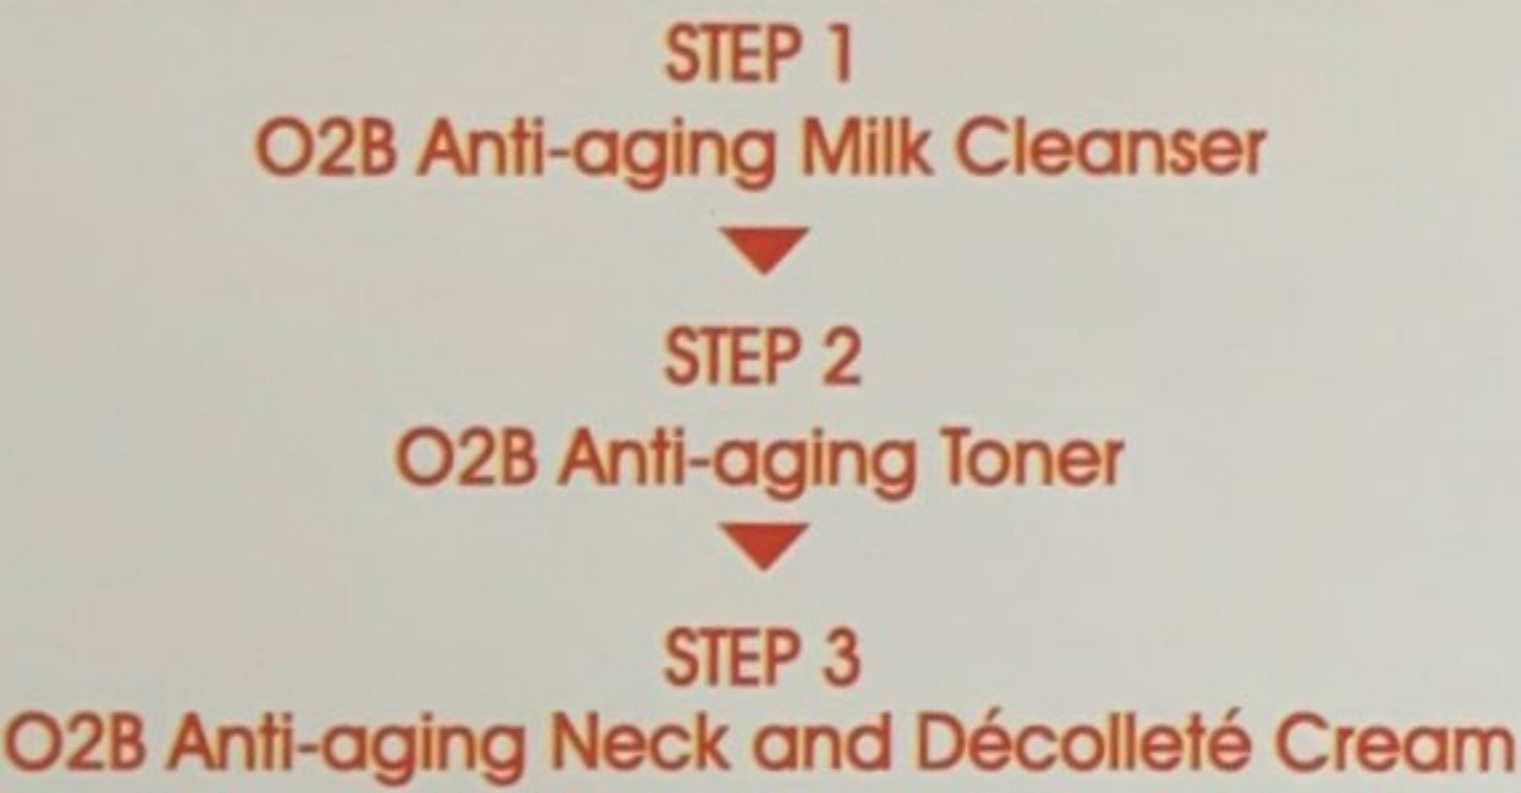 STEP 1
O2B Anti-aging Milk Cleanser
STEP 2
O2B Anti-aging Toner
STEP 3
O2B Anti-aging Neck and Décolleté Cream